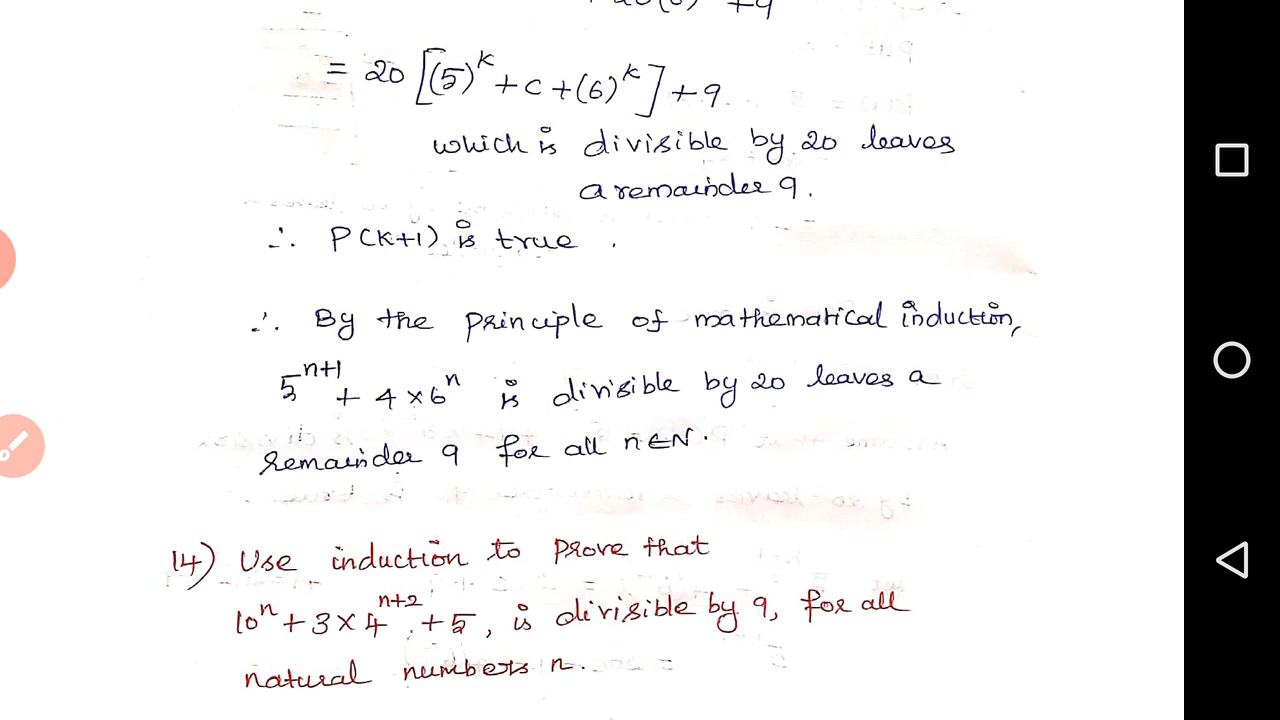 +9
= 20 [(5)^k + c + (6)^k] + 9
which is divisible by 20 leaves
a remainder 9.
∴ P(k+1) is true .
∴ By the principle of mathematical induction,
5^n+1 + 4 × 6^n is divisible by 20 leaves a
remainder 9 for all n∈N.
14) Use induction to prove that
10^n + 3 × 4^n+2 + 5, is divisible by 9, for all
natural numbers n.